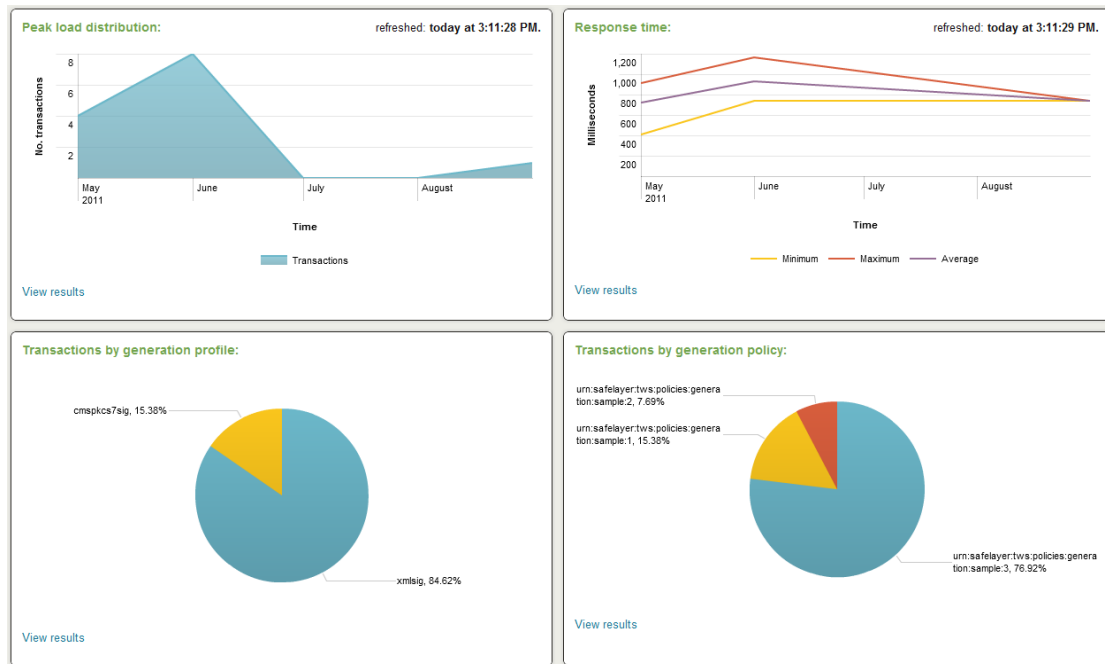 Peak load distribution: refreshed: today at 3:11:28 PM.
8
6
4
2
No. transactions
May June July August
2011
Time
Transactions
View results
Response time: refreshed: today at 3:11:29 PM.
1,200
1,000
800
600
400
200
Milliseconds
May June July August
2011
Time
Minimum Maximum Average
View results
Transactions by generation profile:
cmspkcs7sig, 15.38%
xmlsig, 84.62%
View results
Transactions by generation policy:
urn:safelayer:tws:policies:genera
tion:sample:2, 7.69%
urn:safelayer:tws:policies:genera
tion:sample:1, 15.38%
urn:safelayer:tws:policies:genera
tion:sample:3, 76.92%
View results